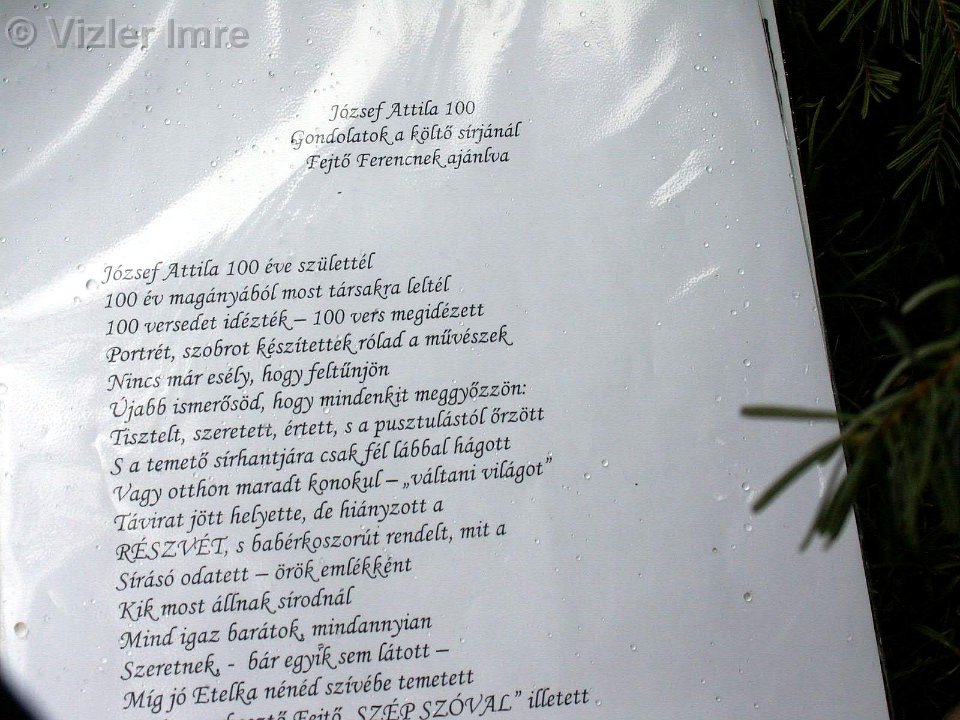 © Vizler Imre
József Attila 100
Gondolatok a költő sírjánál
Fejtő Ferencnek ajánlva
József Attila 100 éve születtél
100 év magányából most társakra leltél
100 versedet idézték – 100 vers megidézett
Portrét, szobrot készítettek rólad a művészek
Nincs már esély, hogy feltűnjön
Újabb ismerősöd, hogy mindenkit meggyőzzön:
Tisztelt, szeretett, értett, s a pusztulástól őrzött
S a temető sírhantjára csak fél lábbal hágott
Vagy otthon maradt konokul – „váltani világot”
Távirat jött helyette, de hiányzott a
RÉSZVÉT, s babérkoszorút rendelt, mit a
Sírásó odatett – örök emlékként
Kik most állnak sírodnál
Mind igaz barátok, mindannyian
Szeretnek, - bár egyik sem látott –
Míg jó Etelka nénéd szívébe temetett
Fejtő „SZÉP SZÓVAL” illetett